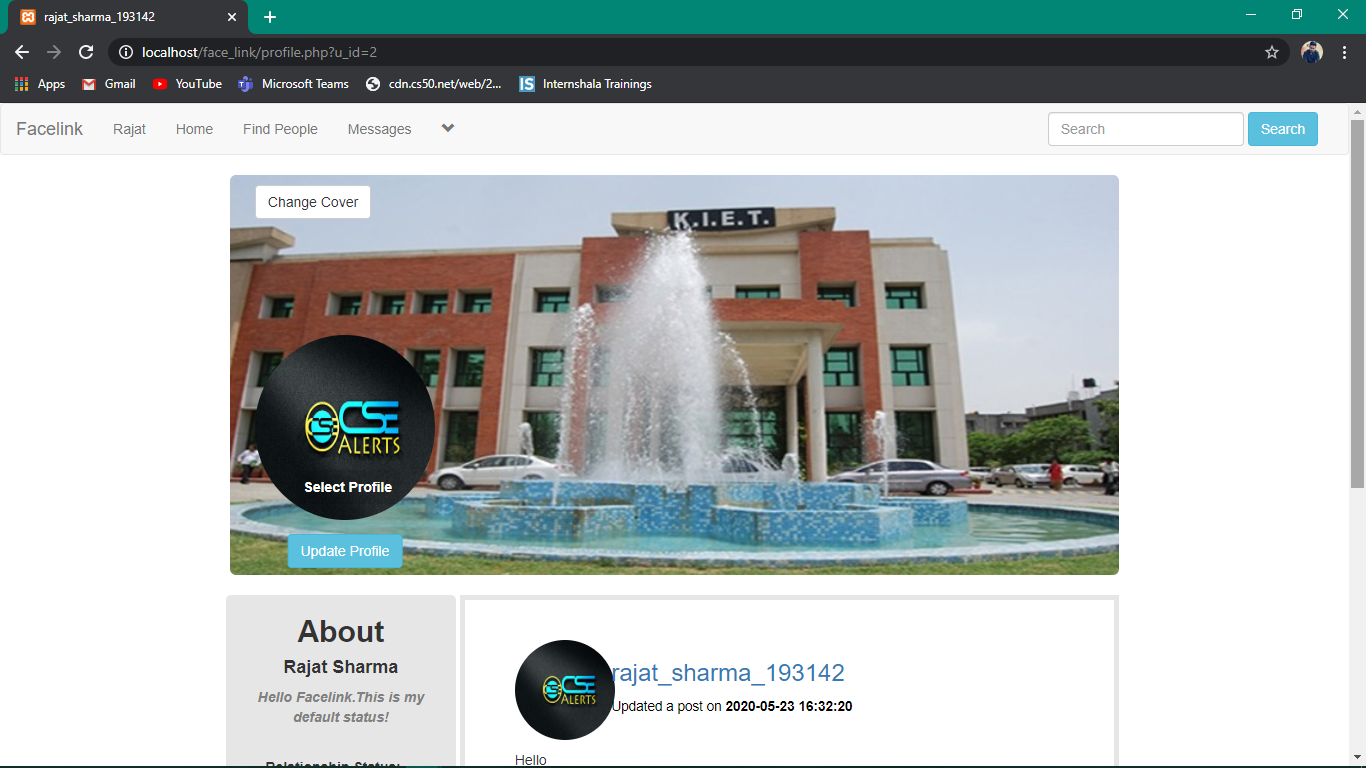 rajat_sharma_193142
localhost/face_link/profile.php?u_id=2
Apps Gmail YouTube Microsoft Teams cdn.cs50.net/web/2... IS Internshala Trainings
Facelink Rajat Home Find People Messages Search Search
Change Cover
K.I.E.T.
CSE
ALERTS
Select Profile
Update Profile
About
Rajat Sharma
Hello Facelink.This is my
default status!
Relationship Status:
CSE
ALERTS
rajat_sharma_193142
Updated a post on 2020-05-23 16:32:20
Hello